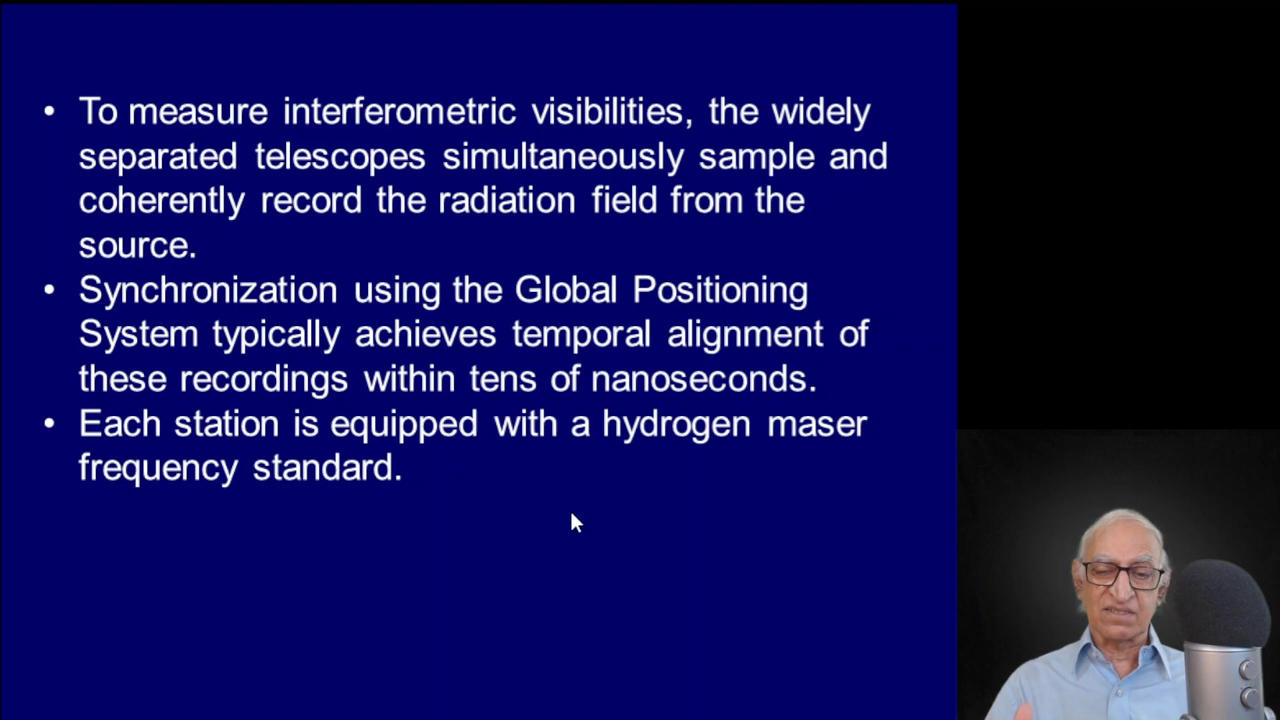 • To measure interferometric visibilities, the widely
separated telescopes simultaneously sample and
coherently record the radiation field from the
source.
• Synchronization using the Global Positioning
System typically achieves temporal alignment of
these recordings within tens of nanoseconds.
• Each station is equipped with a hydrogen maser
frequency standard.